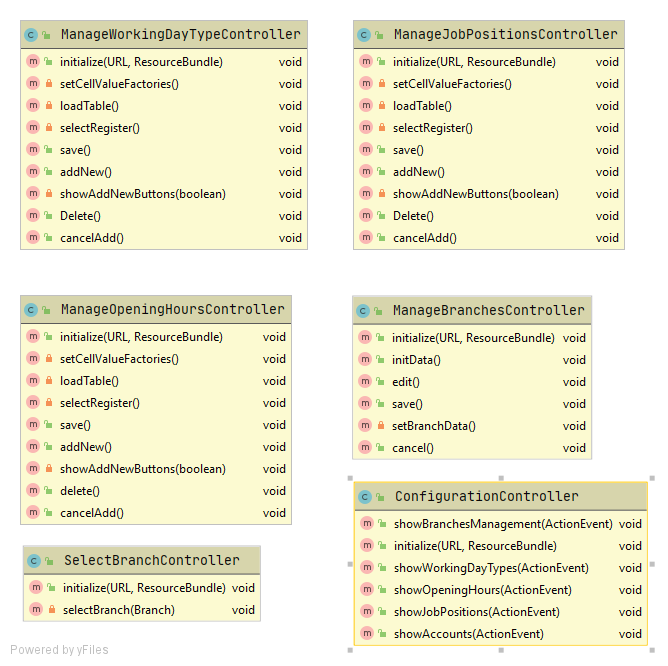 ManageWorkingDayTypeController
initialize(URL, ResourceBundle) void
setCellValueFactories() void
loadTable() void
selectRegister() void
save() void
addNew() void
showAddNewButtons(boolean) void
Delete() void
cancelAdd() void
ManageJobPositionsController
initialize(URL, ResourceBundle) void
setCellValueFactories() void
loadTable() void
selectRegister() void
save() void
addNew() void
showAddNewButtons(boolean) void
Delete() void
cancelAdd() void
ManageOpeningHoursController
initialize(URL, ResourceBundle) void
setCellValueFactories() void
loadTable() void
selectRegister() void
save() void
addNew() void
showAddNewButtons(boolean) void
delete() void
cancelAdd() void
ManageBranchesController
initialize(URL, ResourceBundle) void
initData() void
edit() void
save() void
setBranchData() void
cancel() void
SelectBranchController
initialize(URL, ResourceBundle) void
selectBranch(Branch) void
ConfigurationController
showBranchesManagement(ActionEvent) void
initialize(URL, ResourceBundle) void
showWorkingDayTypes(ActionEvent) void
showOpeningHours(ActionEvent) void
showJobPositions(ActionEvent) void
showAccounts(ActionEvent) void
Powered by yFiles